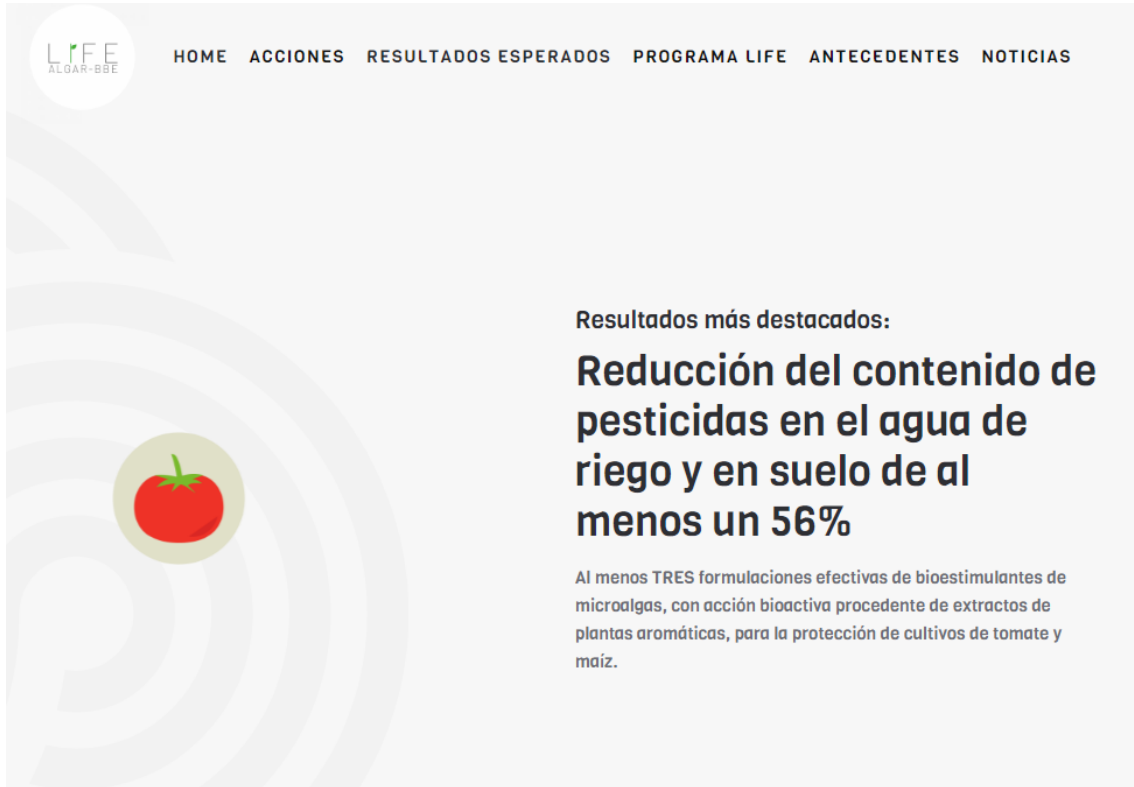 LIFE
ALGAR-BBE
HOME ACCIONES RESULTADOS ESPERADOS PROGRAMA LIFE ANTECEDENTES NOTICIAS
Resultados más destacados:
Reducción del contenido de
pesticidas en el agua de
riego y en suelo de al
menos un 56%
Al menos TRES formulaciones efectivas de bioestimulantes de
microalgas, con acción bioactiva procedente de extractos de
plantas aromáticas, para la protección de cultivos de tomate y
maíz.